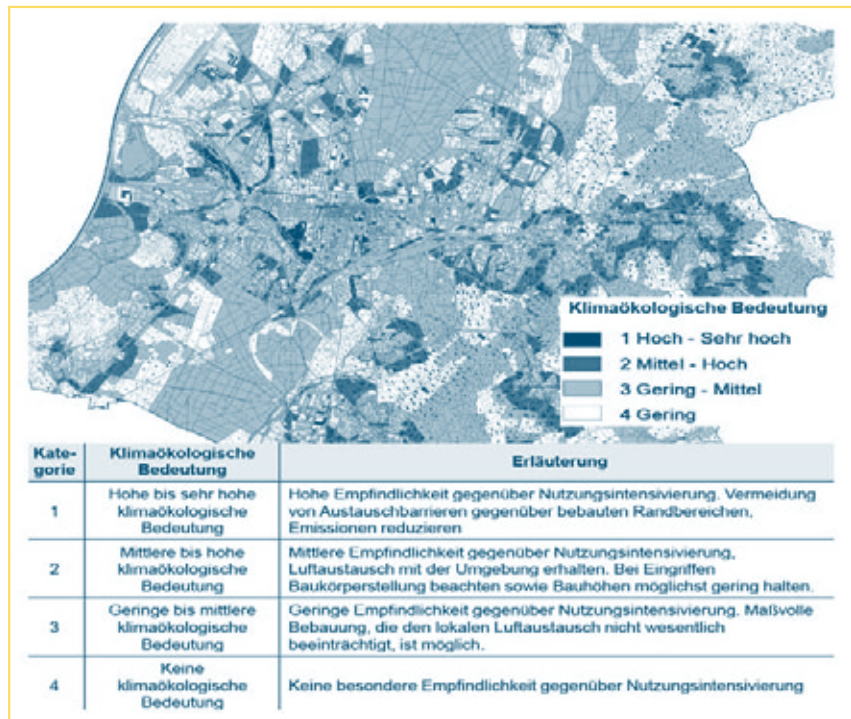 Klimaökologische Bedeutung
1 Hoch - Sehr hoch
2 Mittel - Hoch
3 Gering - Mittel
4 Gering
Kate-
gorie
Klimaökologische
Bedeutung
Erläuterung
1
Hohe bis sehr hohe
klimaökologische
Bedeutung
Hohe Empfindlichkeit gegenüber Nutzungsintensivierung. Vermeidung
von Austauschbarrieren gegenüber bebauten Randbereichen,
Emissionen reduzieren
2
Mittlere bis hohe
klimaökologische
Bedeutung
Mittlere Empfindlichkeit gegenüber Nutzungsintensivierung,
Luftaustausch mit der Umgebung erhalten. Bei Eingriffen
Baukörperstellung beachten sowie Bauhöhen möglichst gering halten.
3
Geringe bis mittlere
klimaökologische
Bedeutung
Geringe Empfindlichkeit gegenüber Nutzungsintensivierung. Maßvolle
Bebauung, die den lokalen Luftaustausch nicht wesentlich
beeinträchtigt, ist möglich.
4
Keine
klimaökologische
Bedeutung
Keine besondere Empfindlichkeit gegenüber Nutzungsintensivierung